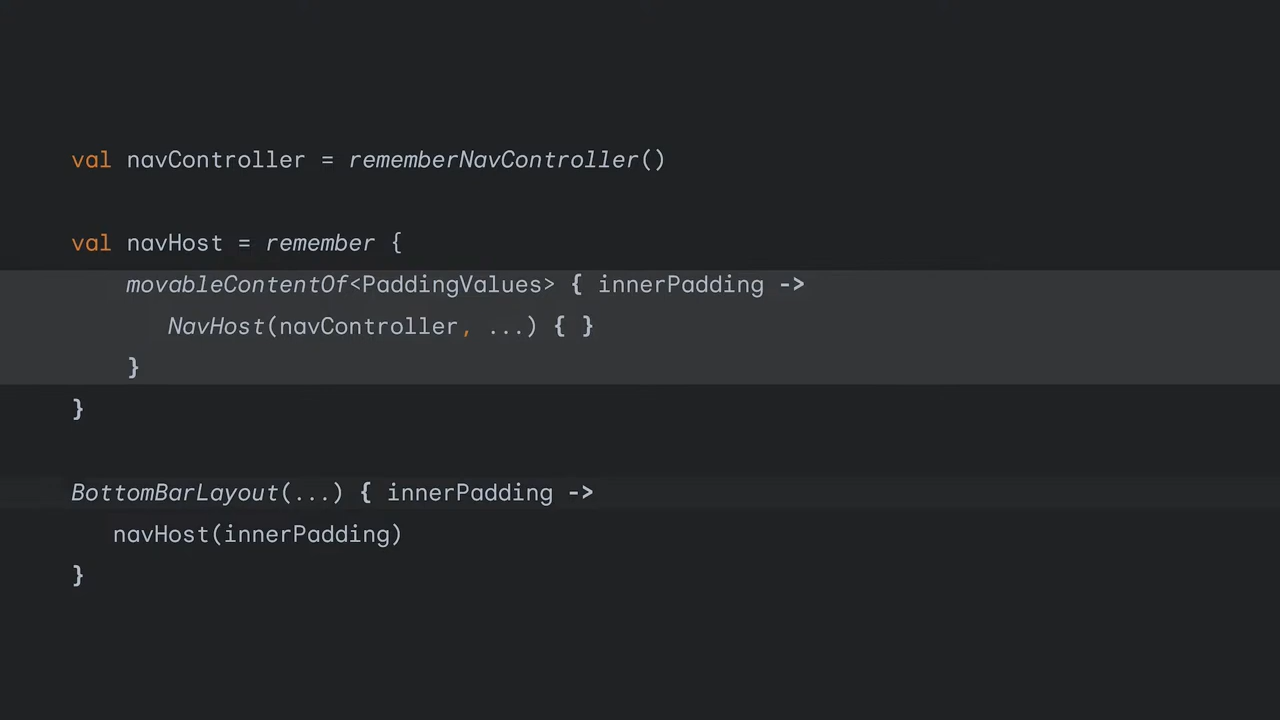 val navController = rememberNavController()
val navHost = remember {
movableContentOf<PaddingValues> { innerPadding ->
NavHost(navController, ...) { }
}
}
BottomBarLayout(...) { innerPadding ->
navHost(innerPadding)
}